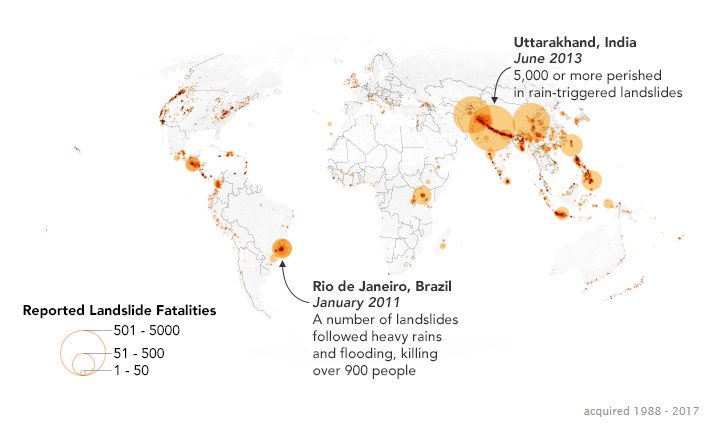 Uttarakhand, India
June 2013
5,000 or more perished
in rain-triggered landslides
Rio de Janeiro, Brazil
January 2011
A number of landslides
followed heavy rains
and flooding, killing
over 900 people
Reported Landslide Fatalities
501 - 5000
51 - 500
1 - 50
acquired 1988 - 2017